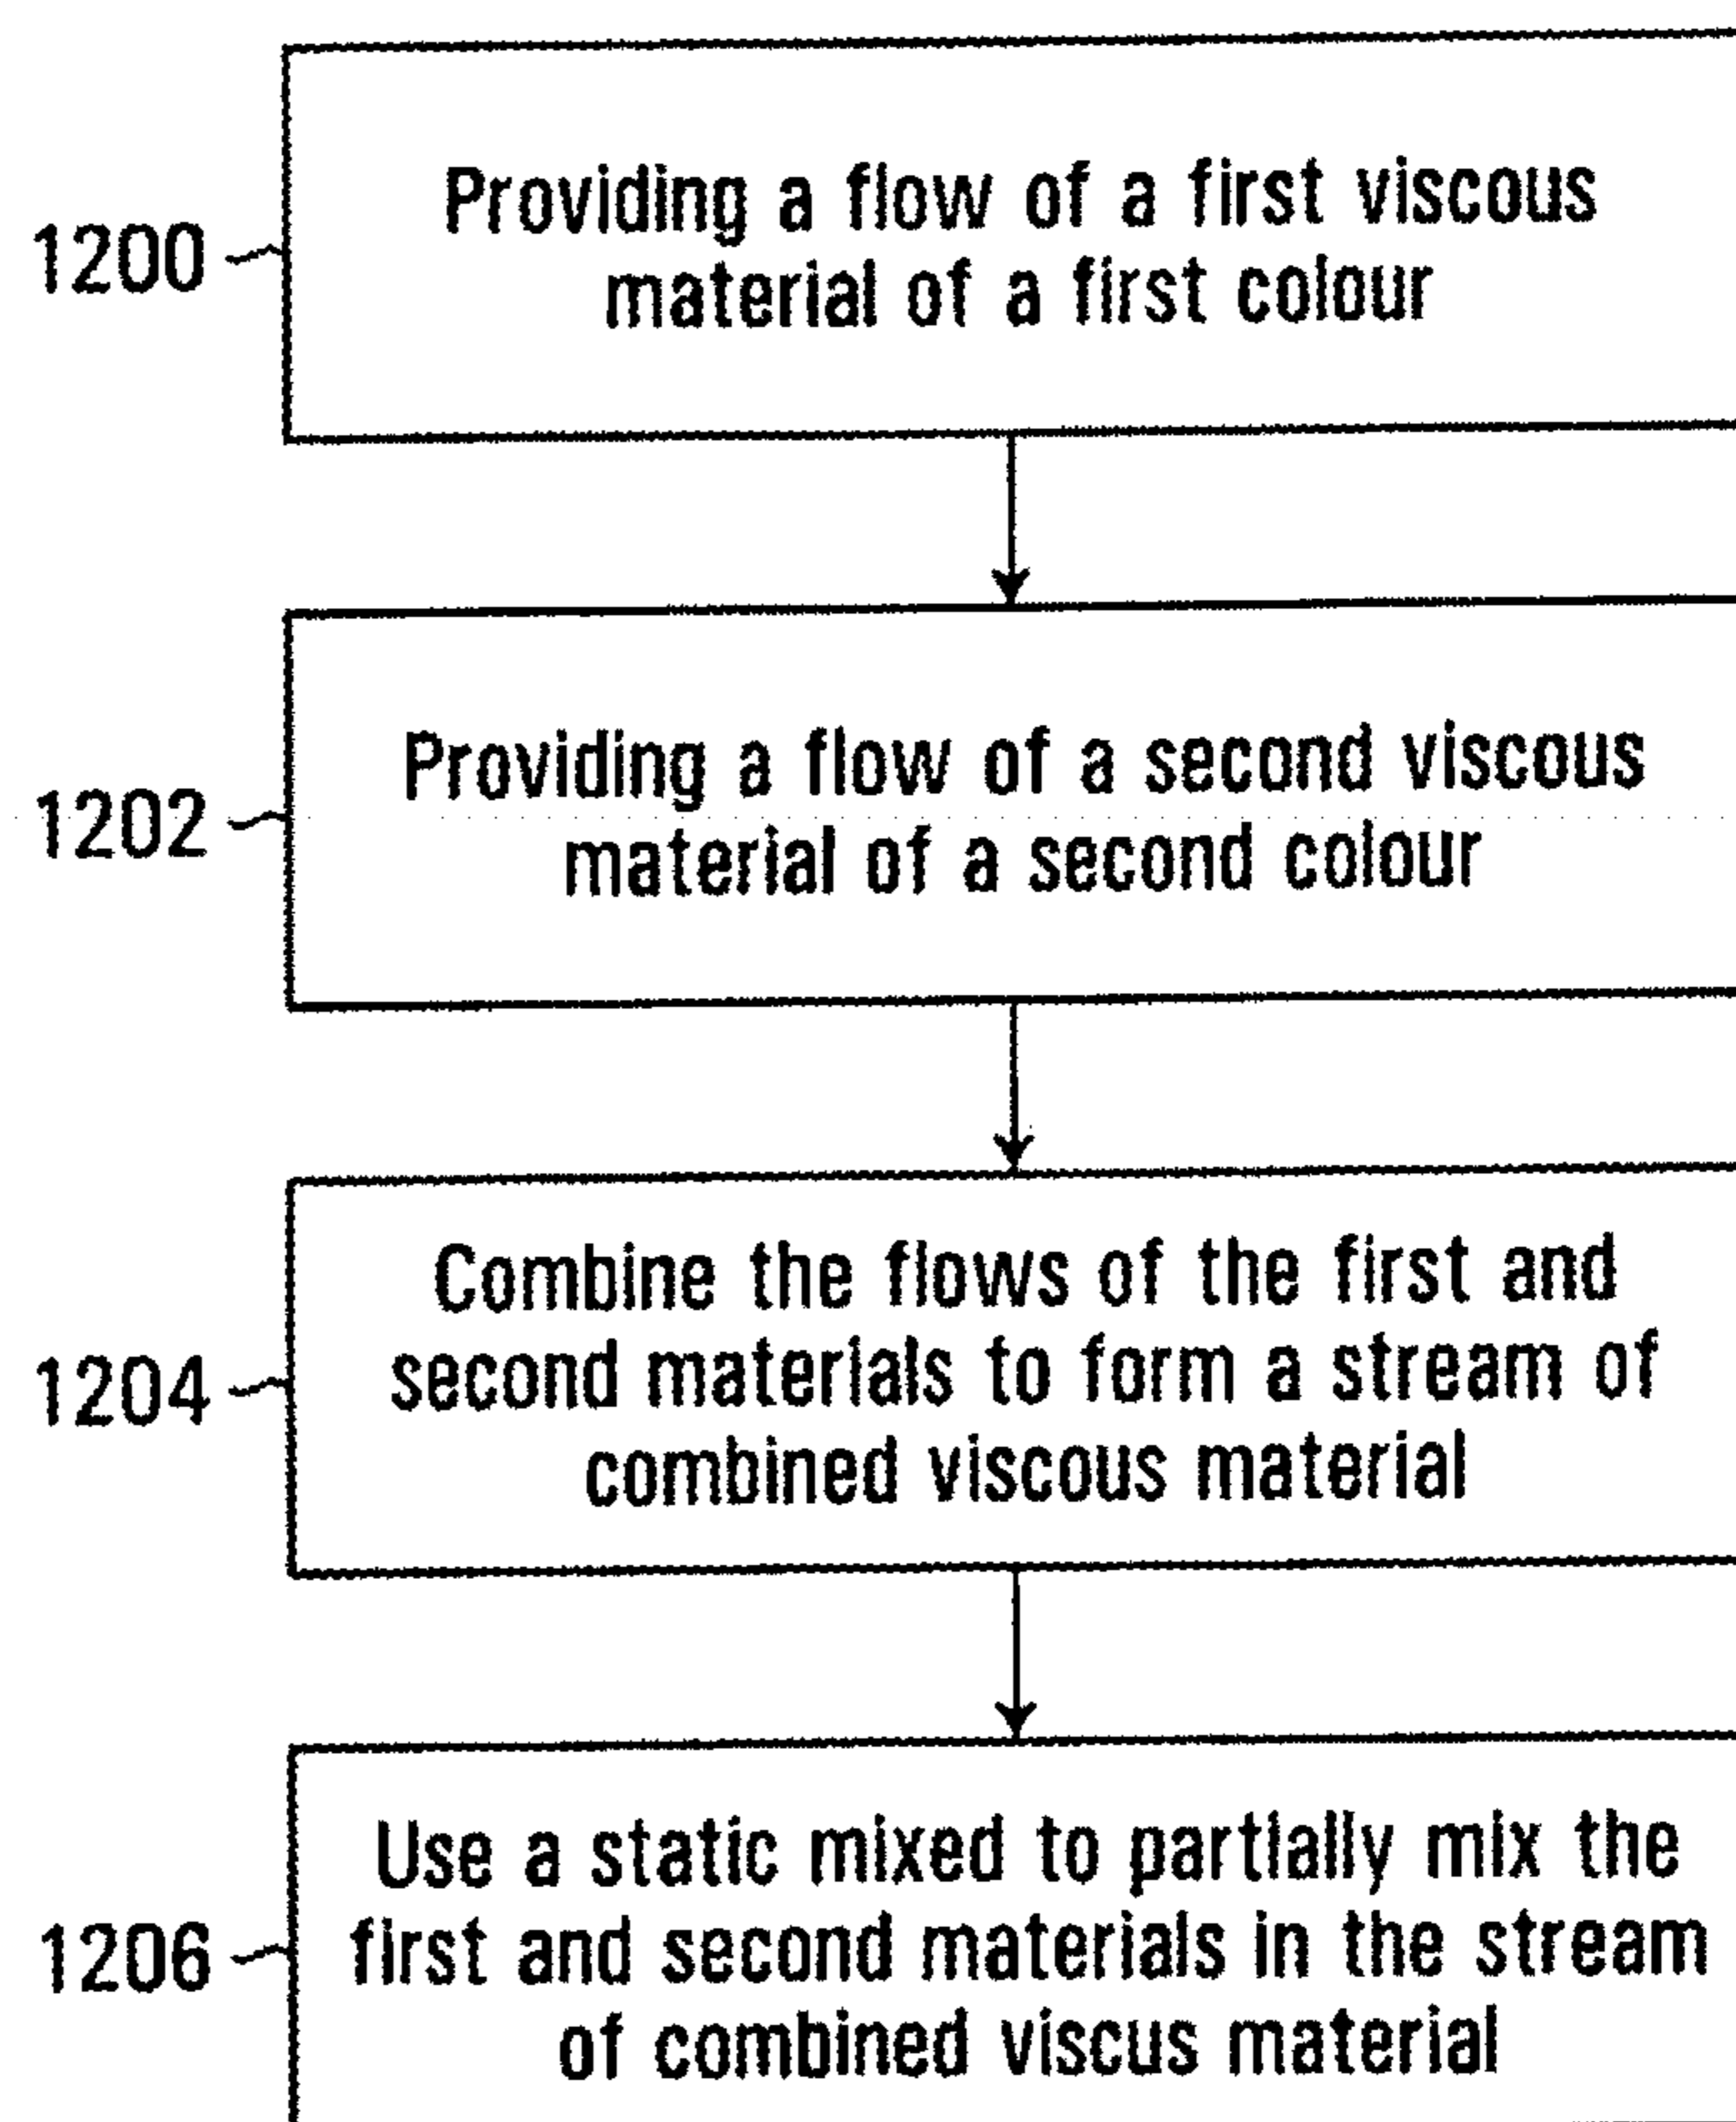 Providing a flow of a first viscous
material of a first colour
1200
Providing a flow of a second viscous
material of a second colour
1202
Combine the flows of the first and
second materials to form a stream of
combined viscous material
1204
Use a static mixed to partially mix the
first and second materials in the stream
of combined viscus material
1206